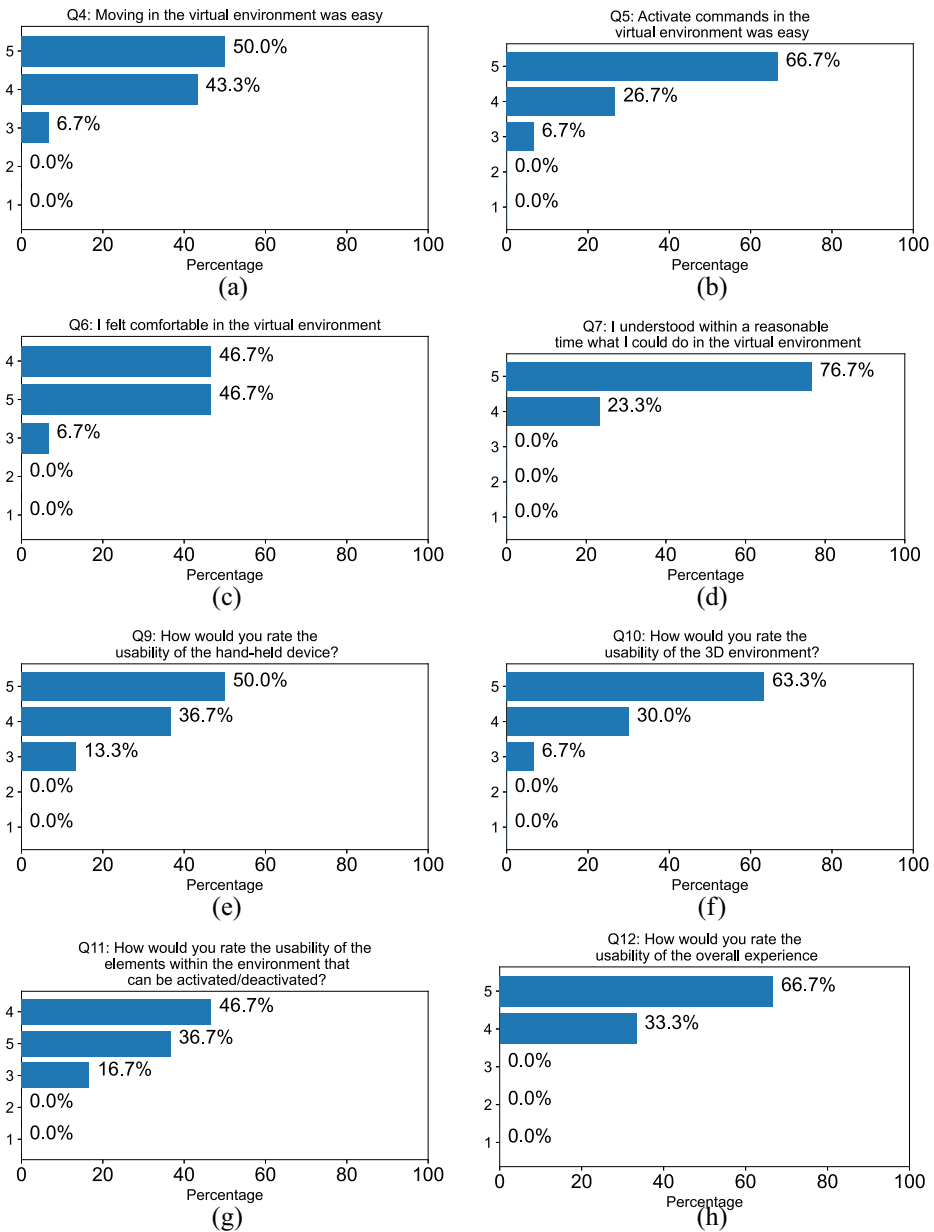 Q4: Moving in the virtual environment was easy
5
50.0%
4
43.3%
3
6.7%
2
0.0%
1
0.0%
0 20 40 60 80 100
Percentage
(a)
Q5: Activate commands in the
virtual environment was easy
5
66.7%
4
26.7%
3
6.7%
2
0.0%
1
0.0%
0 20 40 60 80 100
Percentage
(b)
Q6: I felt comfortable in the virtual environment
4
46.7%
5
46.7%
3
6.7%
2
0.0%
1
0.0%
0 20 40 60 80 100
Percentage
(c)
Q7: I understood within a reasonable
time what I could do in the virtual environment
5
76.7%
4
23.3%
3
0.0%
2
0.0%
1
0.0%
0 20 40 60 80 100
Percentage
(d)
Q9: How would you rate the
usability of the hand-held device?
5
50.0%
4
36.7%
3
13.3%
2
0.0%
1
0.0%
0 20 40 60 80 100
Percentage
(e)
Q10: How would you rate the
usability of the 3D environment?
5
63.3%
4
30.0%
3
6.7%
2
0.0%
1
0.0%
0 20 40 60 80 100
Percentage
(f)
Q11: How would you rate the usability of the
elements within the environment that
can be activated/deactivated?
4
46.7%
5
36.7%
3
16.7%
2
0.0%
1
0.0%
0 20 40 60 80 100
Percentage
(g)
Q12: How would you rate the
usability of the overall experience
5
66.7%
4
33.3%
3
0.0%
2
0.0%
1
0.0%
0 20 40 60 80 100
Percentage
(h)